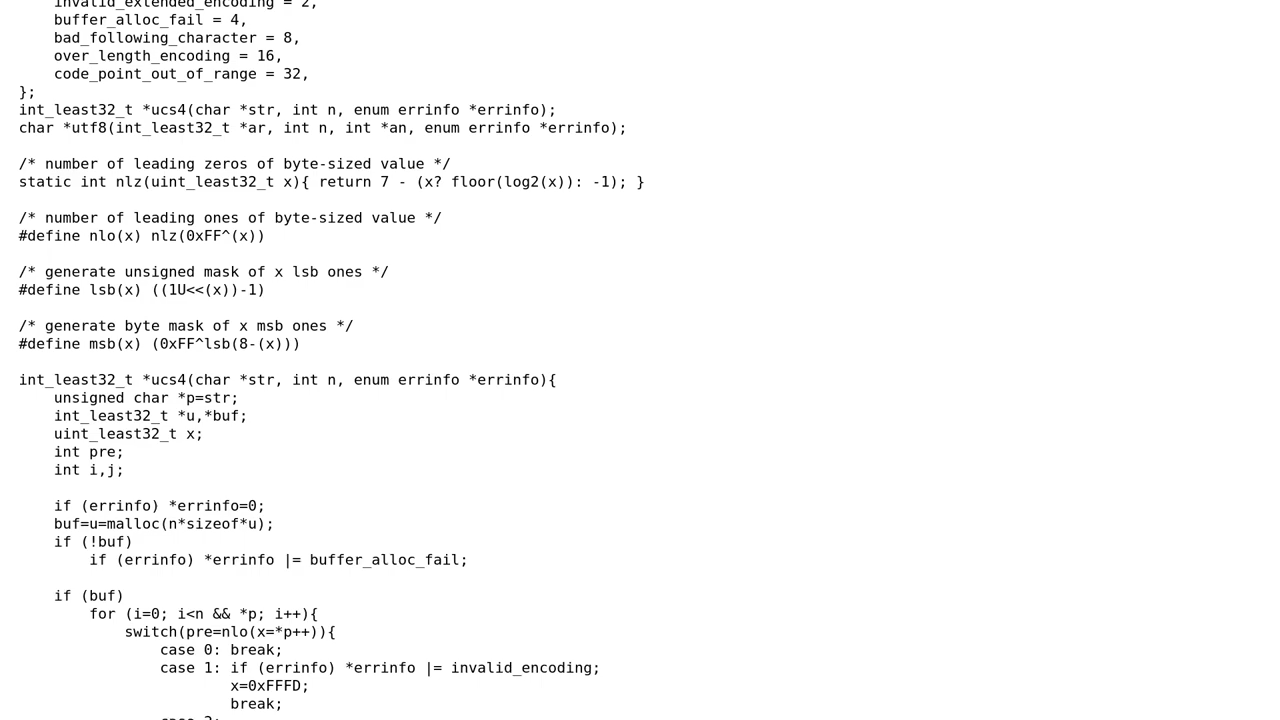 invalid_extended_encoding = 2,
    buffer_alloc_fail = 4,
    bad_following_character = 8,
    over_length_encoding = 16,
    code_point_out_of_range = 32,
};
int_least32_t *ucs4(char *str, int n, enum errinfo *errinfo);
char *utf8(int_least32_t *ar, int n, int *an, enum errinfo *errinfo);

/* number of leading zeros of byte-sized value */
static int nlz(uint_least32_t x){ return 7 - (x? floor(log2(x)): -1); }

/* number of leading ones of byte-sized value */
#define nlo(x) nlz(0xFF^(x))

/* generate unsigned mask of x lsb ones */
#define lsb(x) ((1U<<(x))-1)

/* generate byte mask of x msb ones */
#define msb(x) (0xFF^lsb(8-(x)))

int_least32_t *ucs4(char *str, int n, enum errinfo *errinfo){
    unsigned char *p=str;
    int_least32_t *u,*buf;
    uint_least32_t x;
    int pre;
    int i,j;

    if (errinfo) *errinfo=0;
    buf=u=malloc(n*sizeof*u);
    if (!buf)
        if (errinfo) *errinfo |= buffer_alloc_fail;

    if (buf)
        for (i=0; i<n && *p; i++){
            switch(pre=nlo(x=*p++)){
                case 0: break;
                case 1: if (errinfo) *errinfo |= invalid_encoding;
                        x=0xFFFD;
                        break;